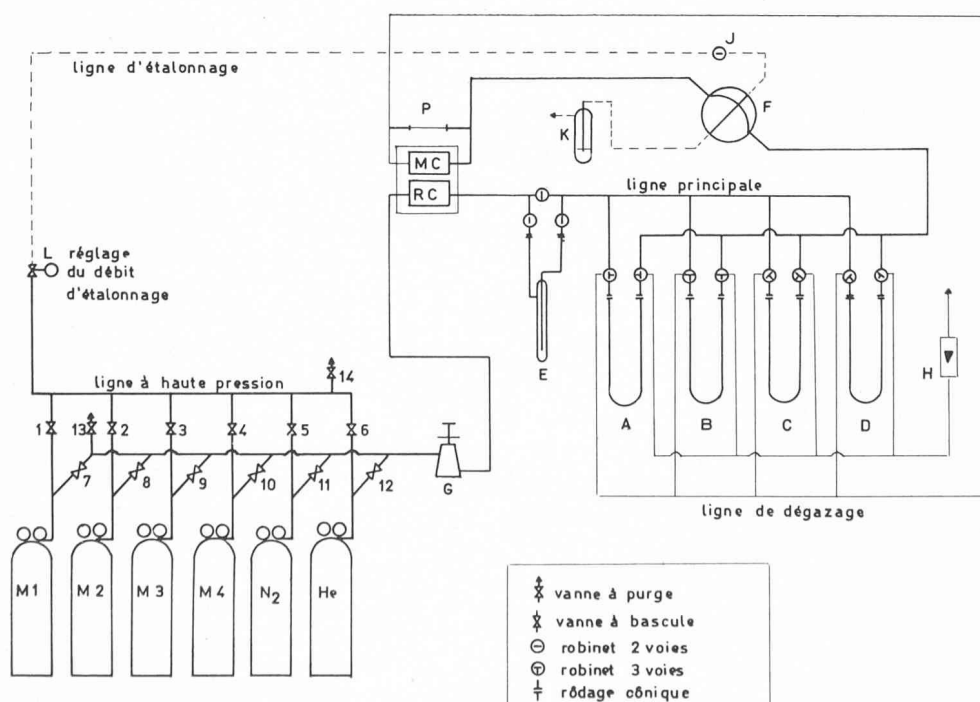 J
ligne d'étalonnage
P
F
K
MC
RC
ligne principale
L réglage
du débit
d'étalonnage
ligne à haute pression
14
E
H
A
B
C
D
1
13
2
3
4
5
6
7
8
9
10
11
12
G
ligne de dégazage
M1
M2
M3
M4
N2
He
vanne à purge
vanne à bascule
robinet 2 voies
robinet 3 voies
rôdage cônique